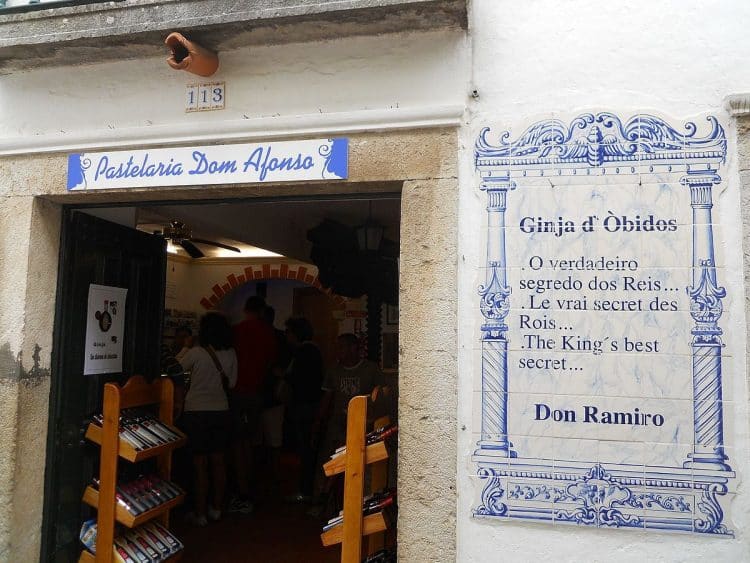 113
Pastelaria Dom Afonso
Ginja d' Òbidos
.O verdadeiro
segredo dos Reis...
.Le vrai secret des
Rois...
.The King´s best
secret...
Don Ramiro